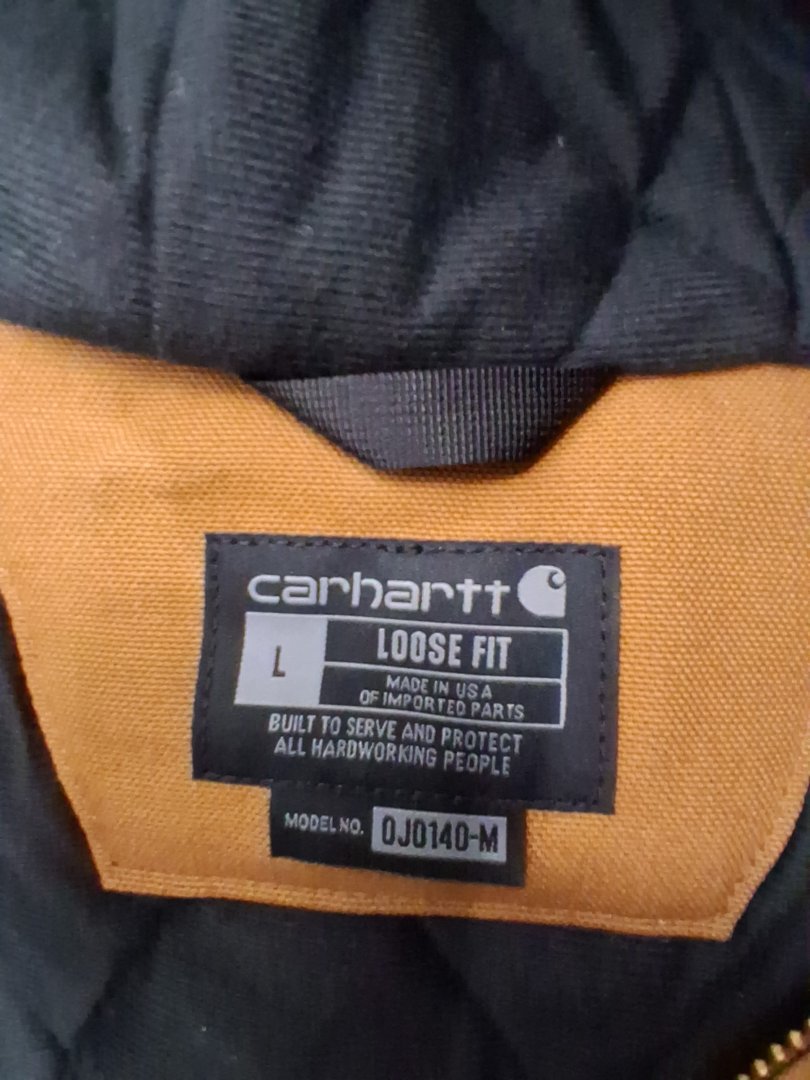 carhartt
L
LOOSE FIT
MADE IN USA
OF IMPORTED PARTS
BUILT TO SERVE AND PROTECT
ALL HARDWORKING PEOPLE
MODEL NO. 0J0140-M